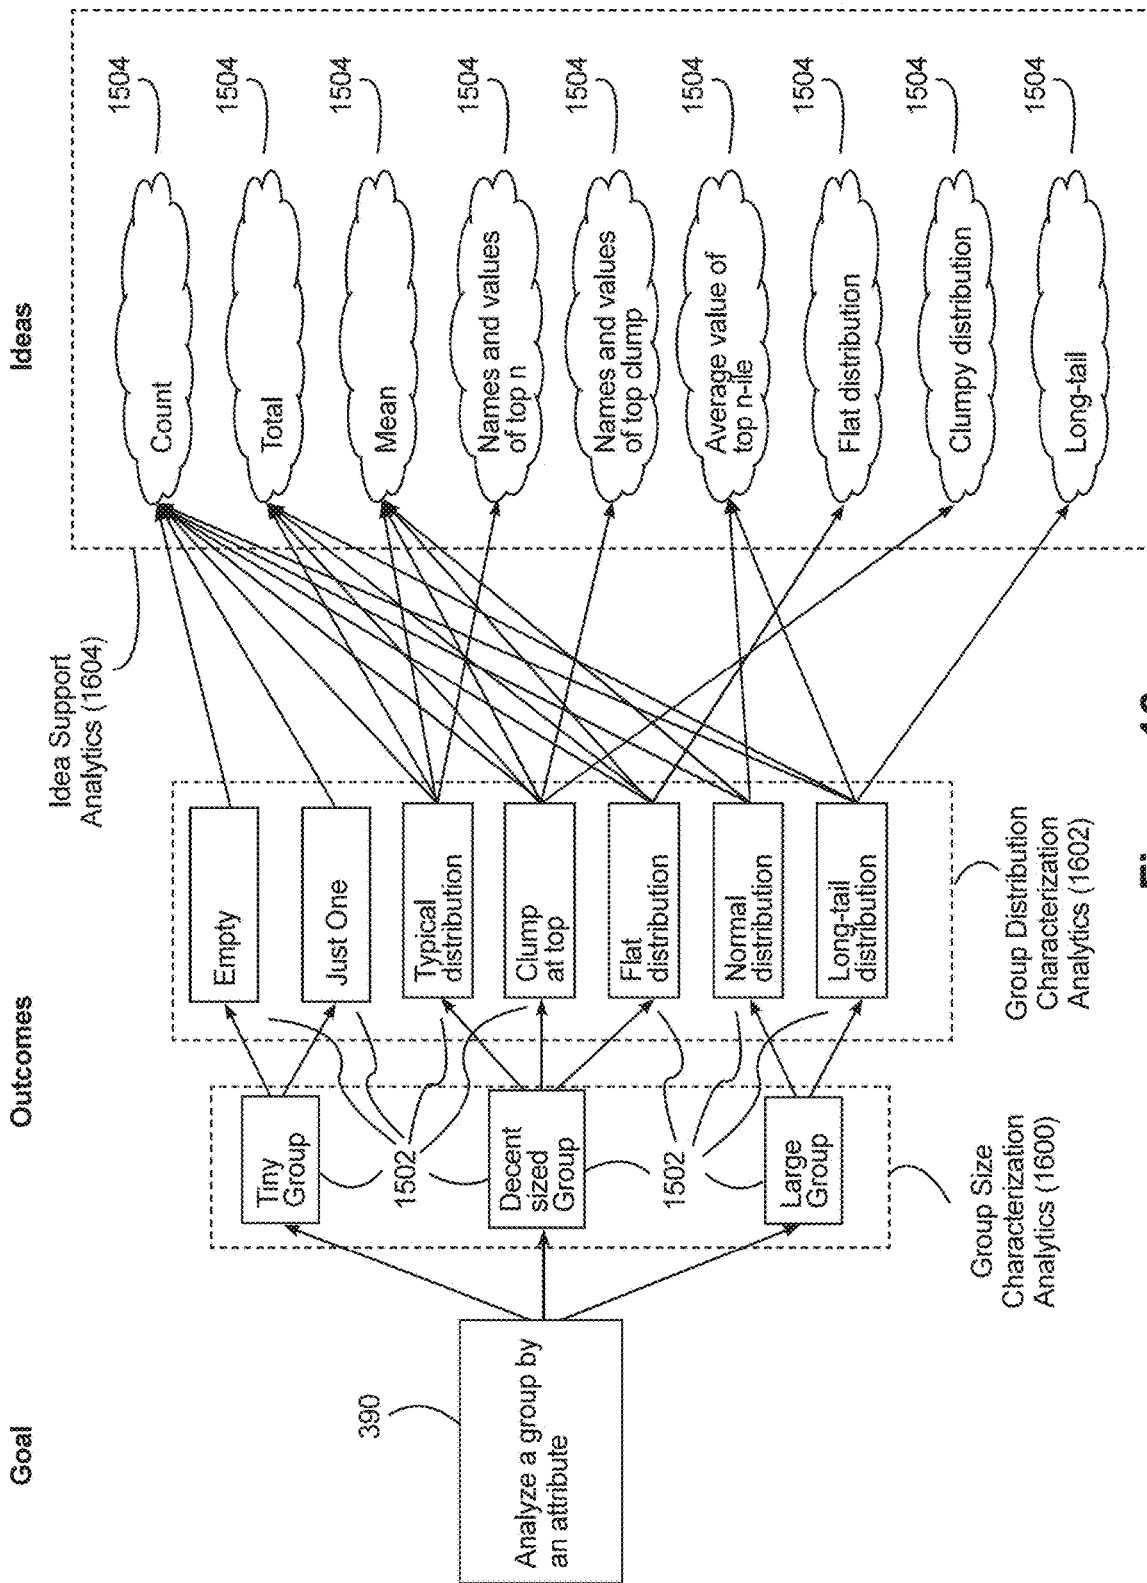 Goal
Outcomes
Ideas
390
Analyze a group by
an attribute
Tiny
Group
Decent
sized
Group
Large
Group
1502
1502
Group Size
Characterization
Analytics (1600)
Empty
Just One
Typical
distribution
Clump
at top
Flat
distribution
Normal
distribution
Long-tail
distribution
Group Distribution
Characterization
Analytics (1602)
Idea Support
Analytics (1604)
Count
1504
Total
1504
Mean
1504
Names and values
of top n
1504
Names and values
of top clump
1504
Average value of
top n-ile
1504
Flat distribution
1504
Clumpy distribution
1504
Long-tail
1504